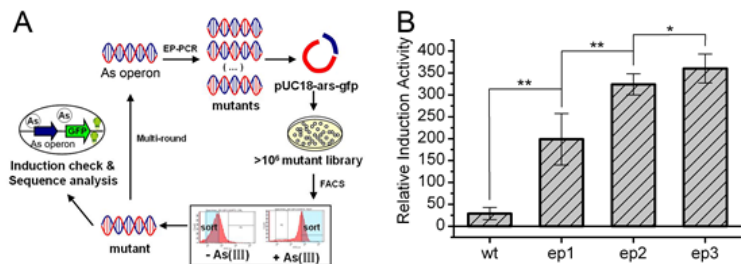 A
EP-PCR
As operon
{ ... }
mutants
pUC18-ars-gfp
>10⁶ mutant library
FACS
Multi-round
As
As
GFP
As operon
Induction check &
Sequence analysis
mutant
sort
sort
- As(III)
+ As(III)
B
Relative Induction Activity
400
350
300
250
200
150
100
50
0
**
**
*
wt
ep1
ep2
ep3